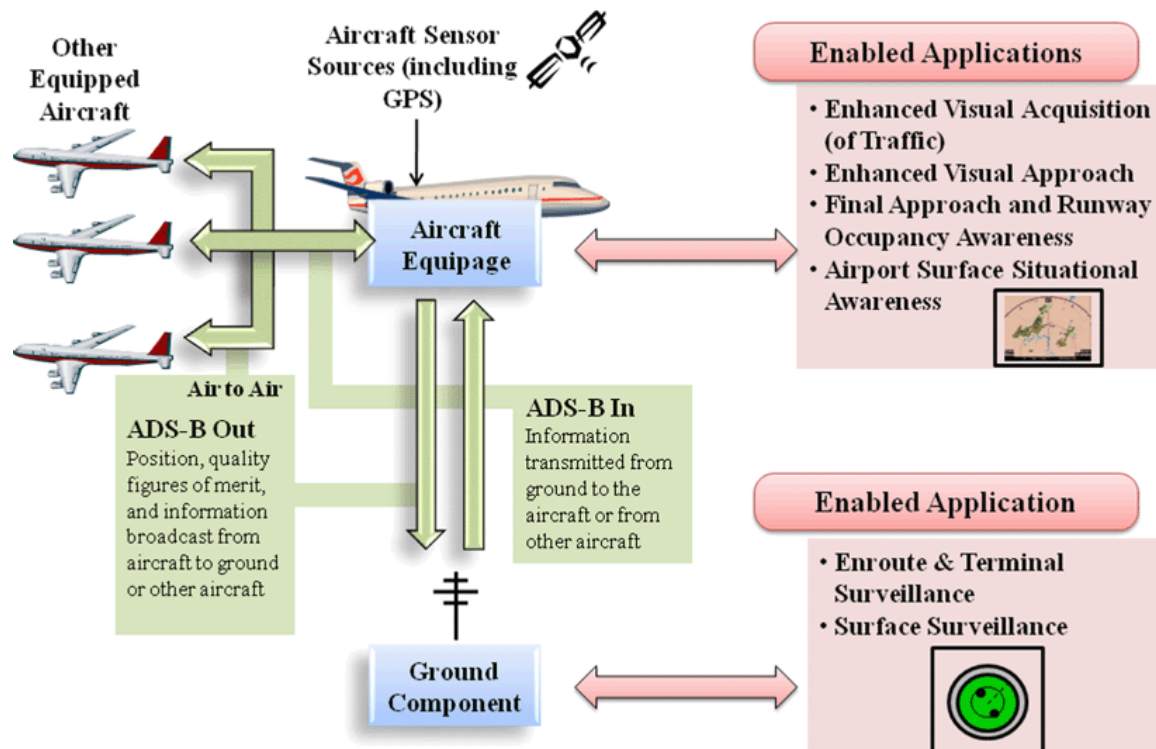 Other
Equipped
Aircraft
Aircraft Sensor
Sources (including
GPS)
Aircraft
Equipage
Enabled Applications
• Enhanced Visual Acquisition
(of Traffic)
• Enhanced Visual Approach
• Final Approach and Runway
Occupancy Awareness
• Airport Surface Situational
Awareness
Air to Air
ADS-B Out
Position, quality
figures of merit,
and information
broadcast from
aircraft to ground
or other aircraft
ADS-B In
Information
transmitted from
ground to the
aircraft or from
other aircraft
Enabled Application
• Enroute & Terminal
Surveillance
• Surface Surveillance
Ground
Component